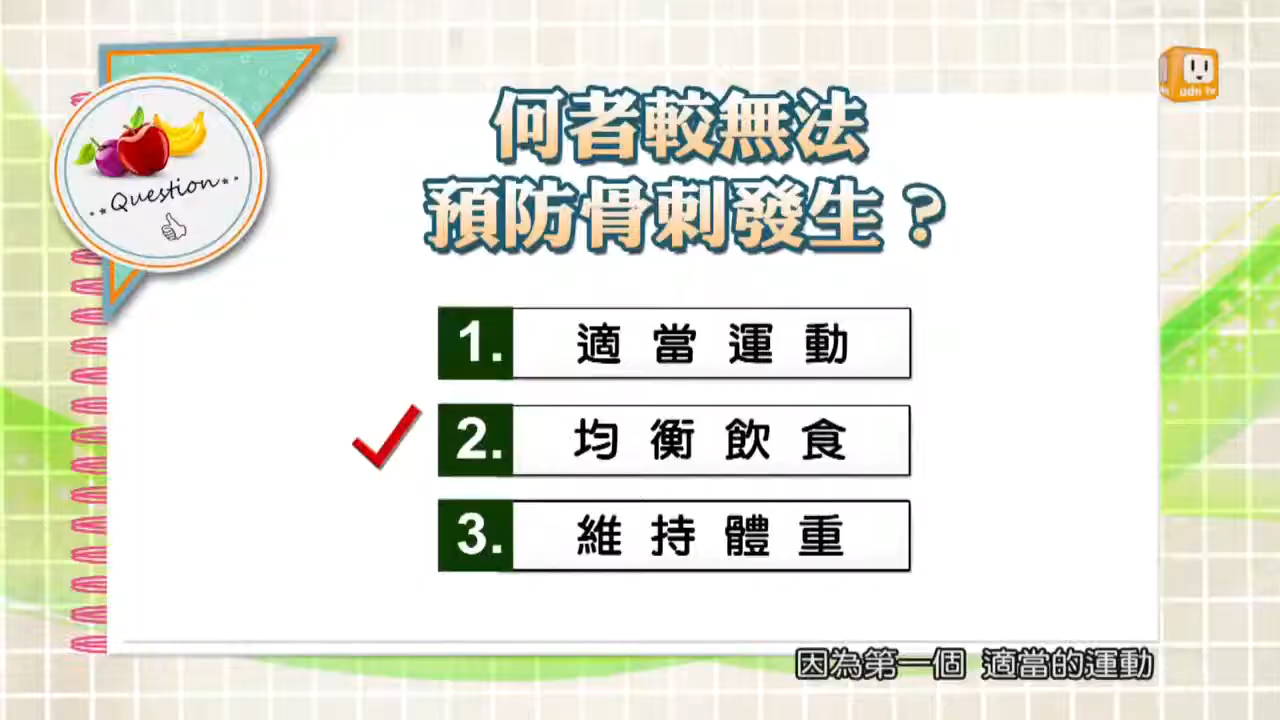 何者較無法
預防骨刺發生？
Question
1. 適當運動
2. 均衡飲食
3. 維持體重
udn tv
因為第一個 適當的運動